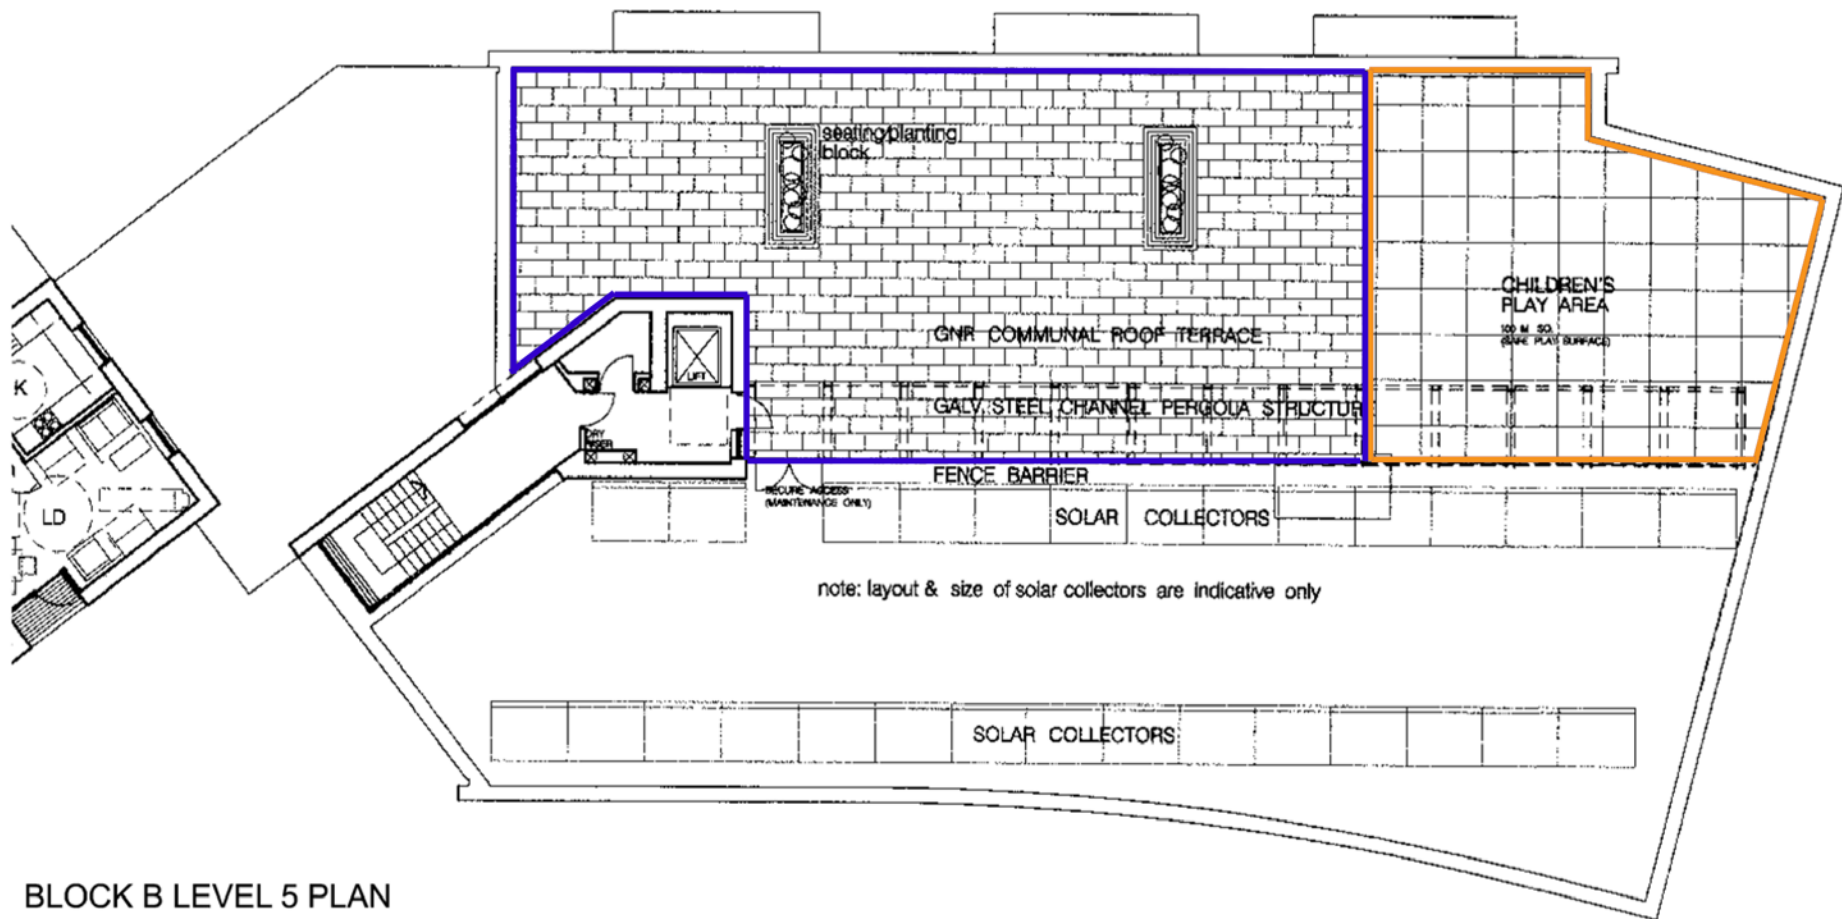 seating/planting
block
CHILDREN'S
PLAY AREA
100 M SQ.
(SAFE PLAY SURFACE)
GNR COMMUNAL ROOF TERRACE
LIFT
K
GALV. STEEL CHANNEL PERGOLA STRUCTUR
DRY
RISER
FENCE BARRIER
SECURE ACCESS
(MAINTENANCE ONLY)
LD
SOLAR COLLECTORS
note: layout & size of solar collectors are indicative only
SOLAR COLLECTORS
BLOCK B LEVEL 5 PLAN